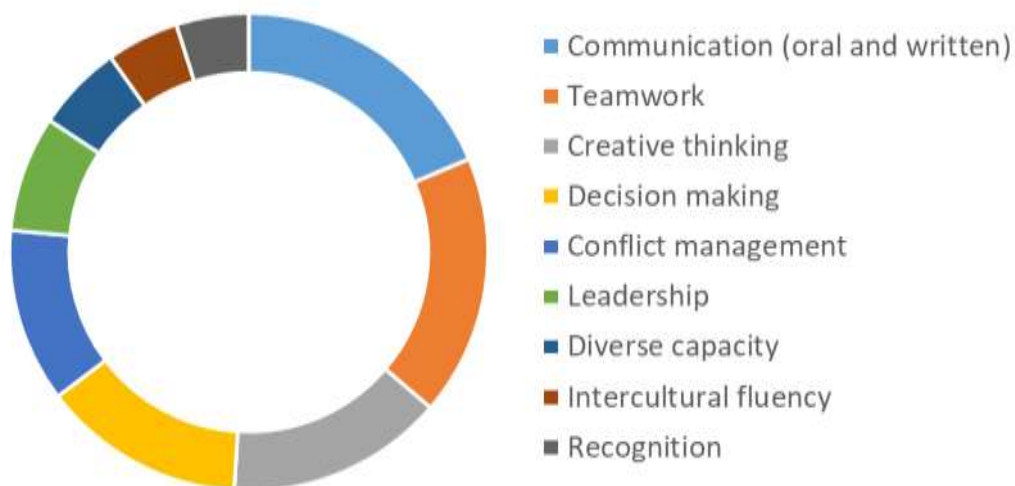 Communication (oral and written)
Teamwork
Creative thinking
Decision making
Conflict management
Leadership
Diverse capacity
Intercultural fluency
Recognition